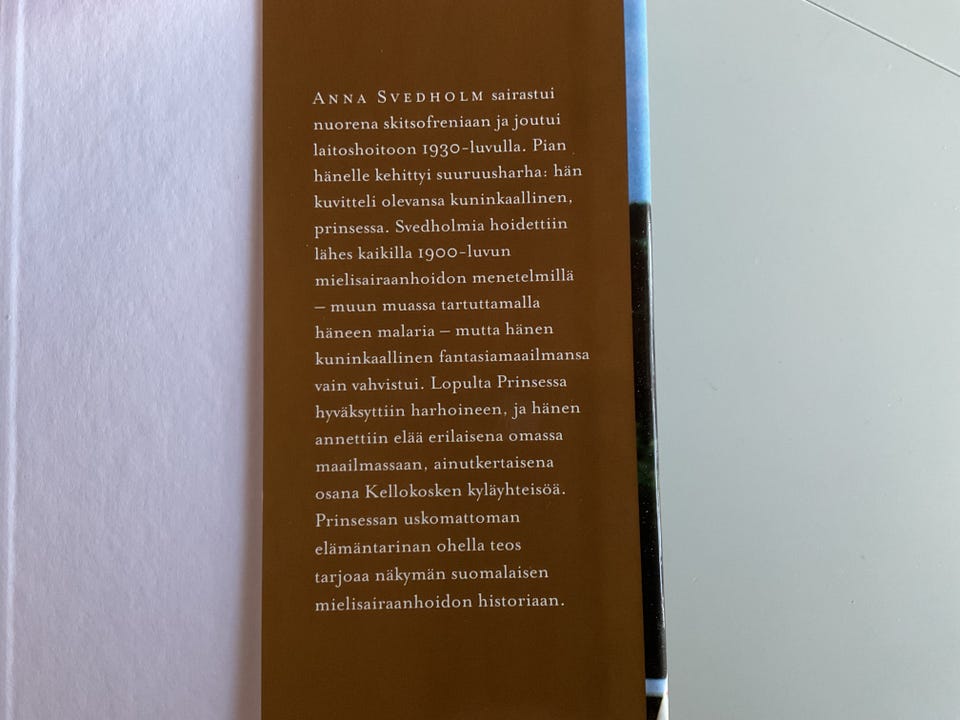 ANNA SVEDHOLM sairastui
nuorena skitsofreniaan ja joutui
laitoshoitoon 1930-luvulla. Pian
hänelle kehittyi suuruusharha: hän
kuvitteli olevansa kuninkaallinen,
prinsessa. Svedholmia hoidettiin
lähes kaikilla 1900-luvun
mielisairaanhoidon menetelmillä
– muun muassa tartuttamalla
häneen malaria – mutta hänen
kuninkaallinen fantasiamaailmansa
vain vahvistui. Lopulta Prinsessa
hyväksyttiin harhoineen, ja hänen
annettiin elää erilaisena omassa
maailmassaan, ainutkertaisena
osana Kellokosken kyläyhteisöä.
Prinsessan uskomattoman
elämäntarinan ohella teos
tarjoaa näkymän suomalaisen
mielisairaanhoidon historiaan.